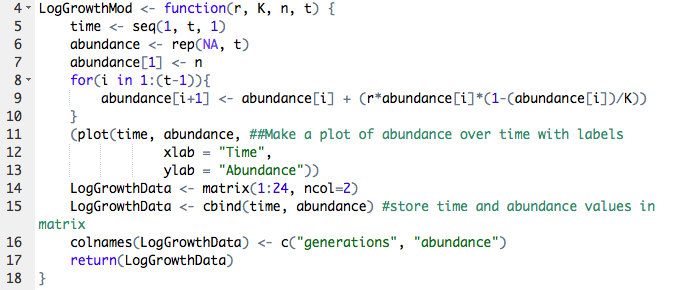 4 LogGrowthMod <- function(r, K, n, t) {
5 time <- seq(1, t, 1)
6 abundance <- rep(NA, t)
7 abundance[1] <- n
8 for(i in 1:(t-1)){
9 abundance[i+1] <- abundance[i] + (r*abundance[i]*(1-(abundance[i])/K))
10 }
11 (plot(time, abundance, ##Make a plot of abundance over time with labels
12 xlab = "Time",
13 ylab = "Abundance"))
14 LogGrowthData <- matrix(1:24, ncol=2)
15 LogGrowthData <- cbind(time, abundance) #store time and abundance values in
matrix
16 colnames(LogGrowthData) <- c("generations", "abundance")
17 return(LogGrowthData)
18 }